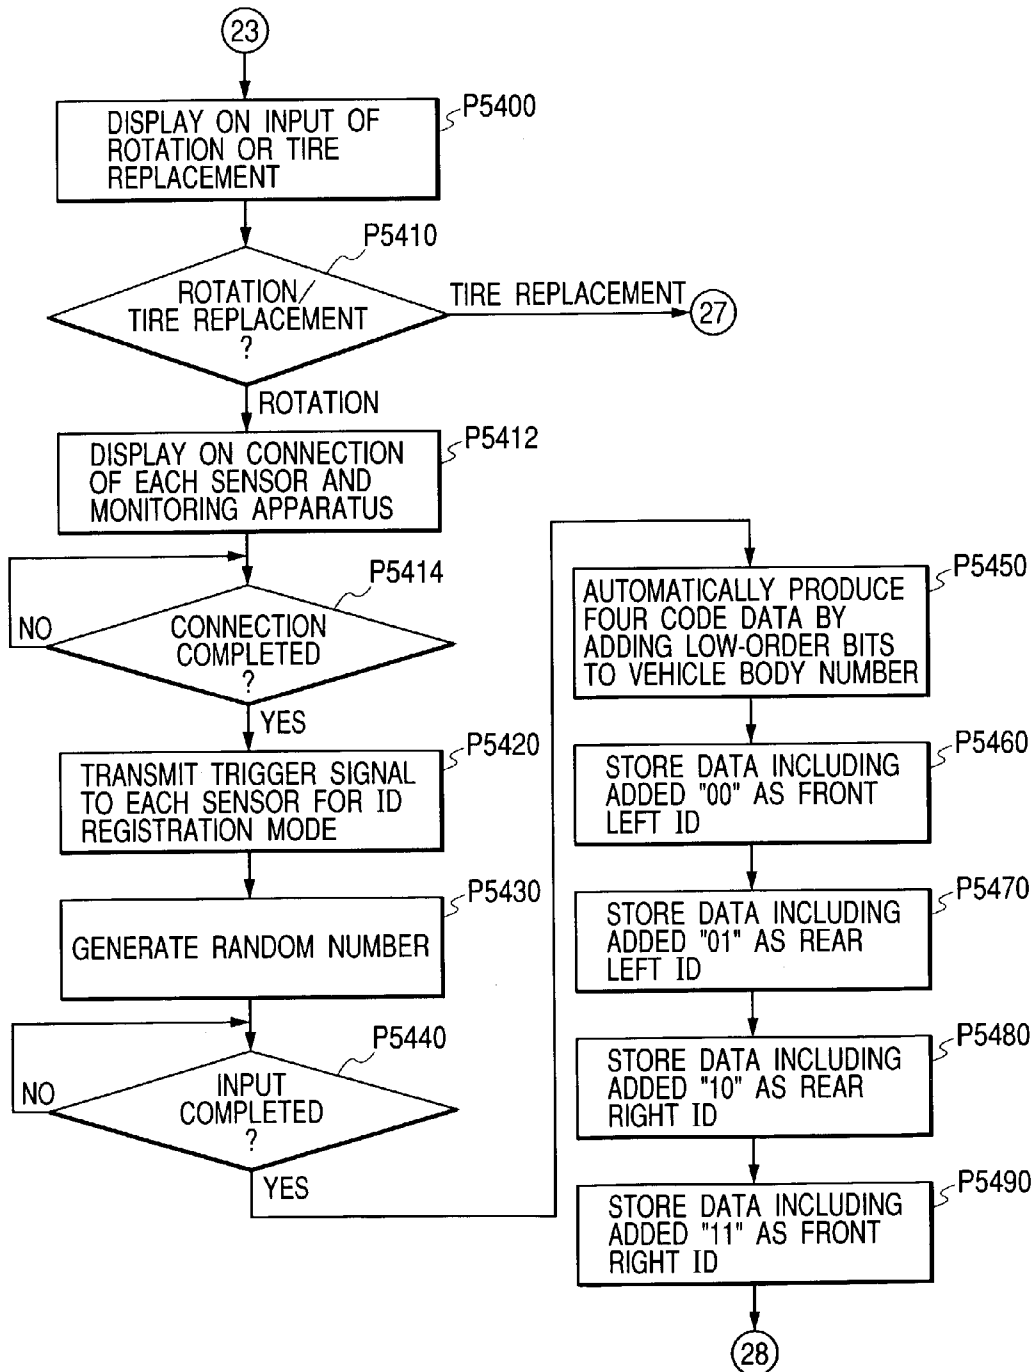 23
P5400
DISPLAY ON INPUT OF
ROTATION OR TIRE
REPLACEMENT
P5410
ROTATION/
TIRE REPLACEMENT
?
TIRE REPLACEMENT
27
ROTATION
P5412
DISPLAY ON CONNECTION
OF EACH SENSOR AND
MONITORING APPARATUS
P5414
NO
CONNECTION
COMPLETED
?
YES
P5420
TRANSMIT TRIGGER SIGNAL
TO EACH SENSOR FOR ID
REGISTRATION MODE
P5430
GENERATE RANDOM NUMBER
P5440
NO
INPUT
COMPLETED
?
YES
P5450
AUTOMATICALLY PRODUCE
FOUR CODE DATA BY
ADDING LOW-ORDER BITS
TO VEHICLE BODY NUMBER
P5460
STORE DATA INCLUDING
ADDED "00" AS FRONT
LEFT ID
P5470
STORE DATA INCLUDING
ADDED "01" AS REAR
LEFT ID
P5480
STORE DATA INCLUDING
ADDED "10" AS REAR
RIGHT ID
P5490
STORE DATA INCLUDING
ADDED "11" AS FRONT
RIGHT ID
28